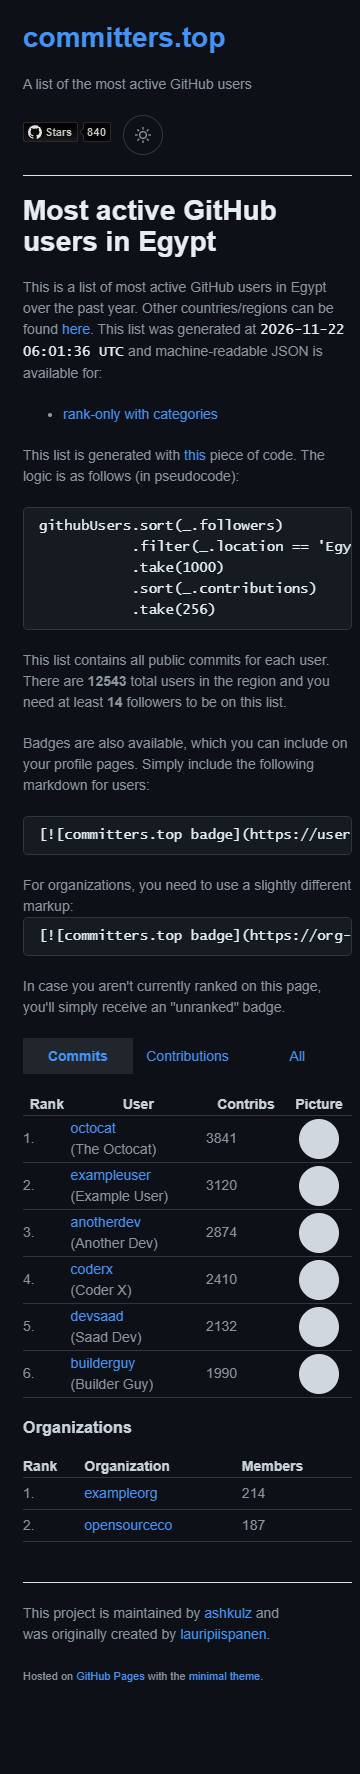 committers.top
A list of the most active GitHub users
Stars 840
Most active GitHub
users in Egypt
This is a list of most active GitHub users in Egypt
over the past year. Other countries/regions can be
found here. This list was generated at 2026-11-22
06:01:36 UTC and machine-readable JSON is
available for:
rank-only with categories
This list is generated with this piece of code. The
logic is as follows (in pseudocode):
githubUsers.sort(_.followers)
.filter(_.location == 'Egy
.take(1000)
.sort(_.contributions)
.take(256)
This list contains all public commits for each user.
There are 12543 total users in the region and you
need at least 14 followers to be on this list.
Badges are also available, which you can include on
your profile pages. Simply include the following
markdown for users:
[![committers.top badge](https://user
For organizations, you need to use a slightly different
markup:
[![committers.top badge](https://org-
In case you aren't currently ranked on this page,
you'll simply receive an "unranked" badge.
Commits Contributions All
Rank User Contribs Picture
1. octocat (The Octocat) 3841
2. exampleuser (Example User) 3120
3. anotherdev (Another Dev) 2874
4. coderx (Coder X) 2410
5. devsaad (Saad Dev) 2132
6. builderguy (Builder Guy) 1990
Organizations
Rank Organization Members
1. exampleorg 214
2. opensourceco 187
This project is maintained by ashkulz and
was originally created by lauripiispanen.
Hosted on GitHub Pages with the minimal theme.